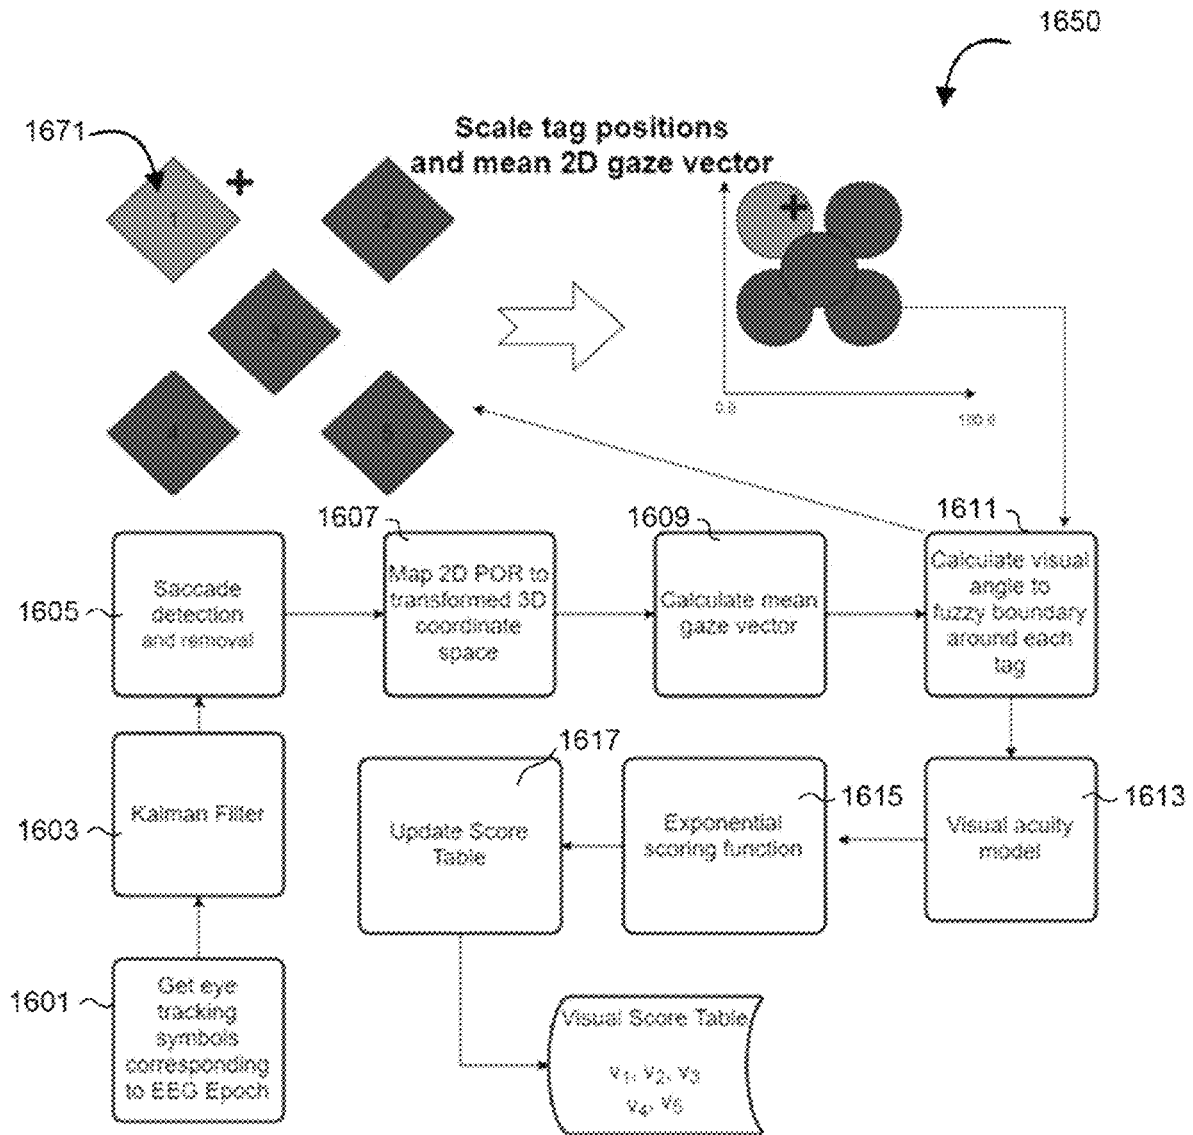 1650
1671
Scale tag positions
and mean 2D gaze vector
0.0
100.0
1607
1609
1611
1605
Saccade
detection
and removal
Map 2D POR to
transformed 3D
coordinate
space
Calculate mean
gaze vector
Calculate visual
angle to
fuzzy boundary
around each
tag
1603
Kalman Filter
1617
Update Score
Table
1615
Exponential
scoring function
1613
Visual acuity
model
1601
Get eye
tracking
symbols
corresponding
to EEG Epoch
Visual Score Table
v1, v2, v3
v4, v5